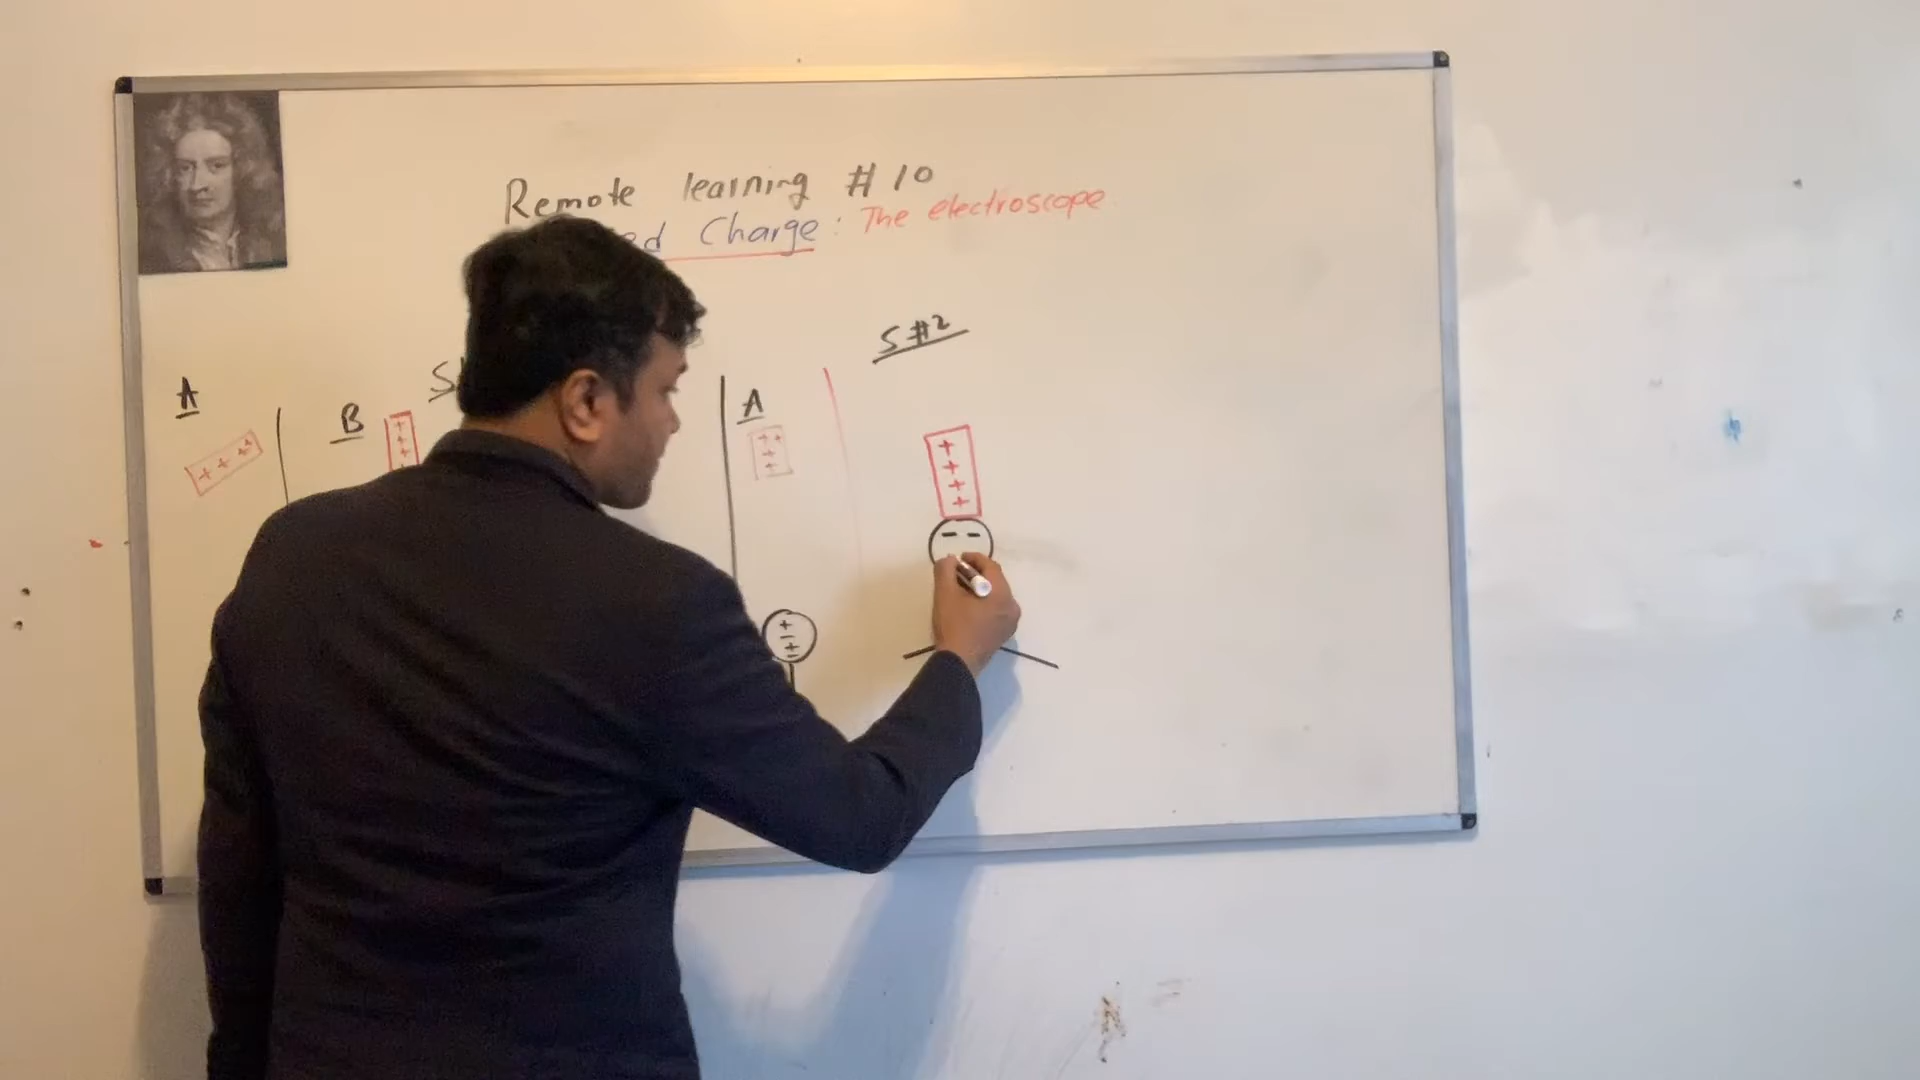 Remote learning #10
Charge: The electroscope
S#2
A
B
A
+ + + +
+ + + +
+ + + +
+ + + +
- -
+ - + -